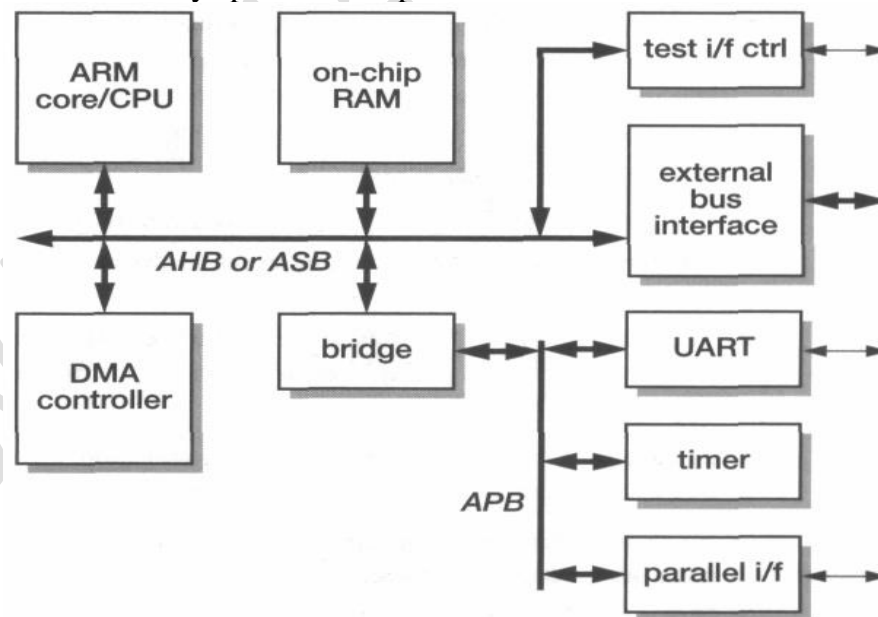 ARM
core/CPU
on-chip
RAM
test i/f ctrl
external
bus
interface
AHB or ASB
DMA
controller
bridge
UART
timer
APB
parallel i/f